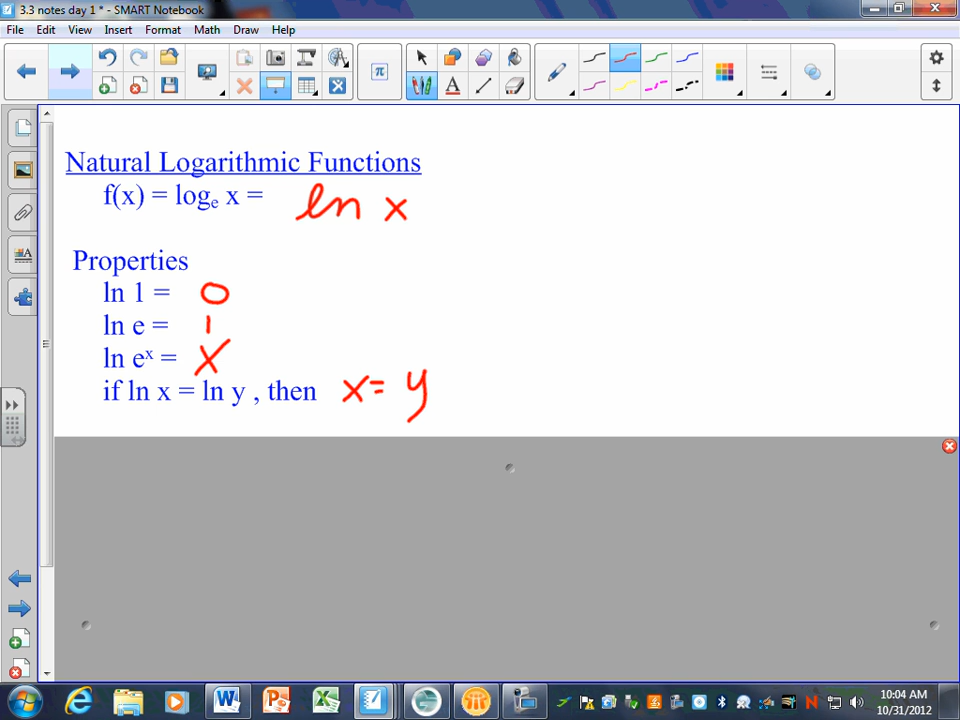 3.3 notes day 1 * - SMART Notebook
File Edit View Insert Format Math Draw Help
Natural Logarithmic Functions
f(x) = logₑ x = ln x
Properties
ln 1 = 0
ln e = 1
ln eˣ = x
if ln x = ln y , then x = y
10:04 AM
10/31/2012